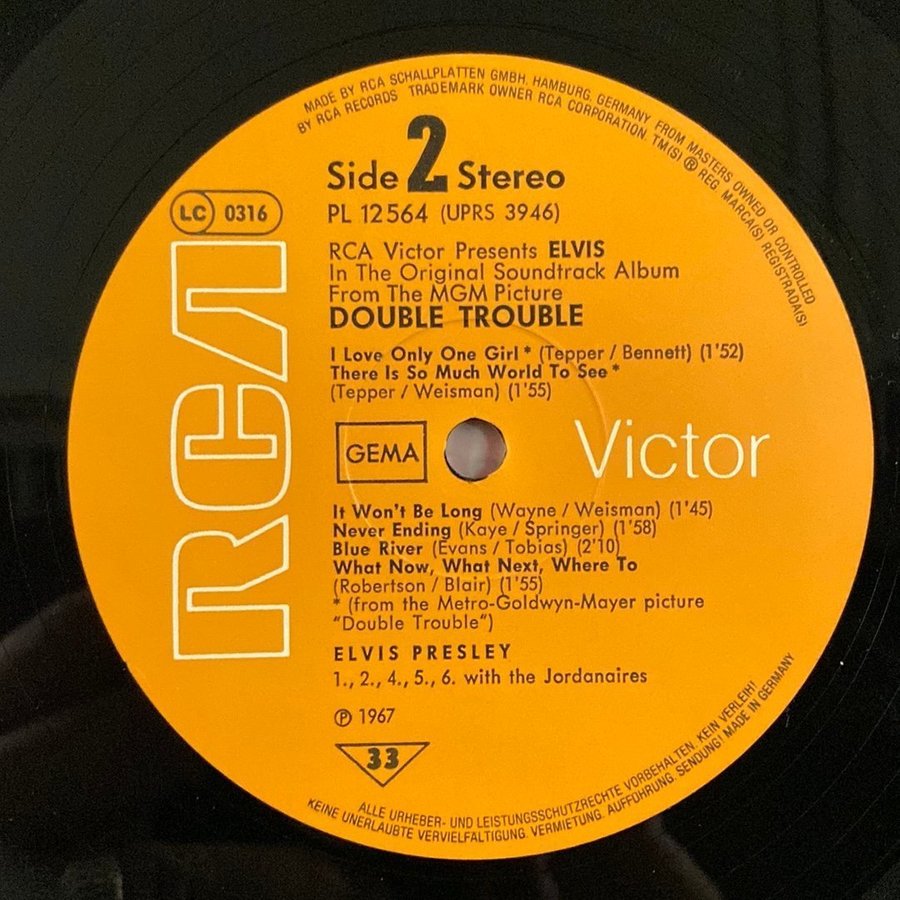 MADE BY RCA SCHALLPLATTEN GMBH, HAMBURG, GERMANY FROM MASTERS OWNED OR CONTROLLED
BY RCA RECORDS TRADEMARK OWNER RCA CORPORATION. TM(S) ® REG. MARCA(S) REGISTRADA(S)
Side 2 Stereo
PL 12564 (UPRS 3946)
LC 0316
RCA
RCA Victor Presents ELVIS
In The Original Soundtrack Album
From The MGM Picture
DOUBLE TROUBLE
I Love Only One Girl* (Tepper/Bennett) (1'52)
There Is So Much World To See*
(Tepper/Weisman) (1'55)
GEMA
Victor
It Won't Be Long (Wayne/Weisman) (1'45)
Never Ending (Kaye/Springer) (1'58)
Blue River (Evans/Tobias) (2'10)
What Now, What Next, Where To
(Robertson/Blair) (1'55)
* (from the Metro-Goldwyn-Mayer picture
"Double Trouble")
ELVIS PRESLEY
1., 2., 4., 5., 6. with the Jordanaires
℗ 1967
33
ALLE URHEBER- UND LEISTUNGSSCHUTZRECHTE VORBEHALTEN. KEIN VERLEIH!
KEINE UNERLAUBTE VERVIELFÄLTIGUNG. VERMIETUNG. AUFFÜHRUNG. SENDUNG! MADE IN GERMANY